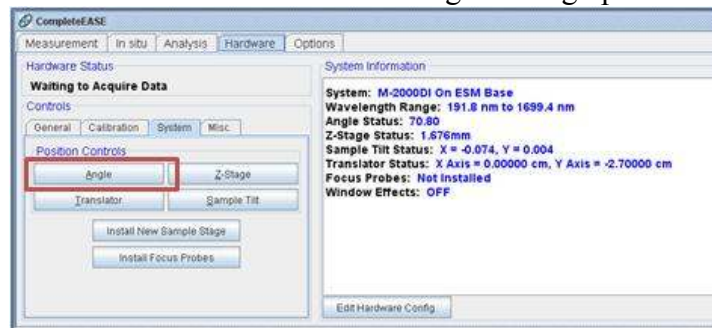 CompleteEASE
Measurement In situ Analysis Hardware Options
Hardware Status
Waiting to Acquire Data
Controls
General Calibration System Misc.
Position Controls
Angle Z-Stage
Translator Sample Tilt
Install New Sample Stage
Install Focus Probes
System Information
System: M-2000DI On ESM Base
Wavelength Range: 191.8 nm to 1699.4 nm
Angle Status: 70.80
Z-Stage Status: 1.676mm
Sample Tilt Status: X = -0.074, Y = 0.004
Translator Status: X Axis = 0.00000 cm, Y Axis = -2.70000 cm
Focus Probes: Not Installed
Window Effects: OFF
Edit Hardware Config